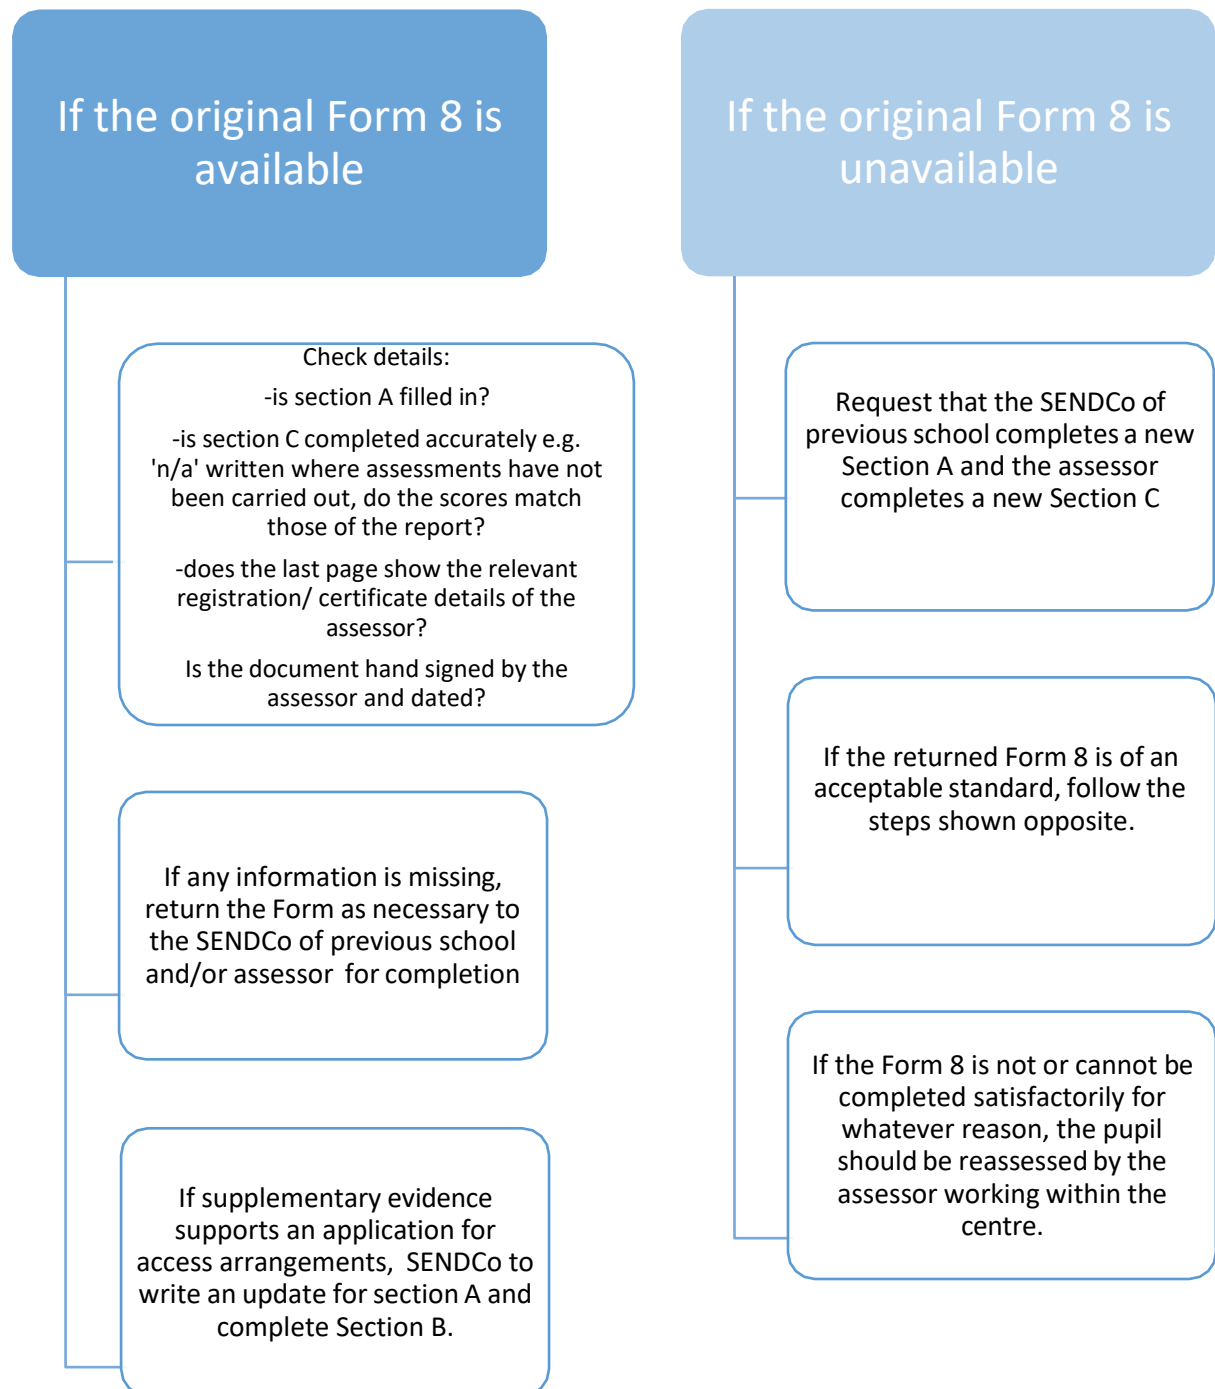 If the original Form 8 is
available
Check details:
-is section A filled in?
-is section C completed accurately e.g.
'n/a' written where assessments have not
been carried out, do the scores match
those of the report?
-does the last page show the relevant
registration/ certificate details of the
assessor?
Is the document hand signed by the
assessor and dated?
If any information is missing,
return the Form as necessary to
the SENDCo of previous school
and/or assessor for completion
If supplementary evidence
supports an application for
access arrangements, SENDCo to
write an update for section A and
complete Section B.
If the original Form 8 is
unavailable
Request that the SENDCo of
previous school completes a new
Section A and the assessor
completes a new Section C
If the returned Form 8 is of an
acceptable standard, follow the
steps shown opposite.
If the Form 8 is not or cannot be
completed satisfactorily for
whatever reason, the pupil
should be reassessed by the
assessor working within the
centre.